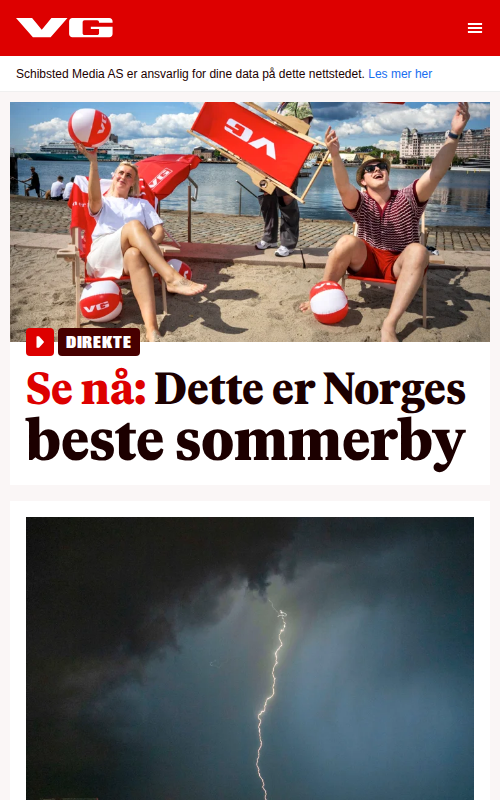 VG
Schibsted Media AS er ansvarlig for dine data på dette nettstedet. Les mer her
VG
VG
VG
VG
DIREKTE
Se nå: Dette er Norges
beste sommerby